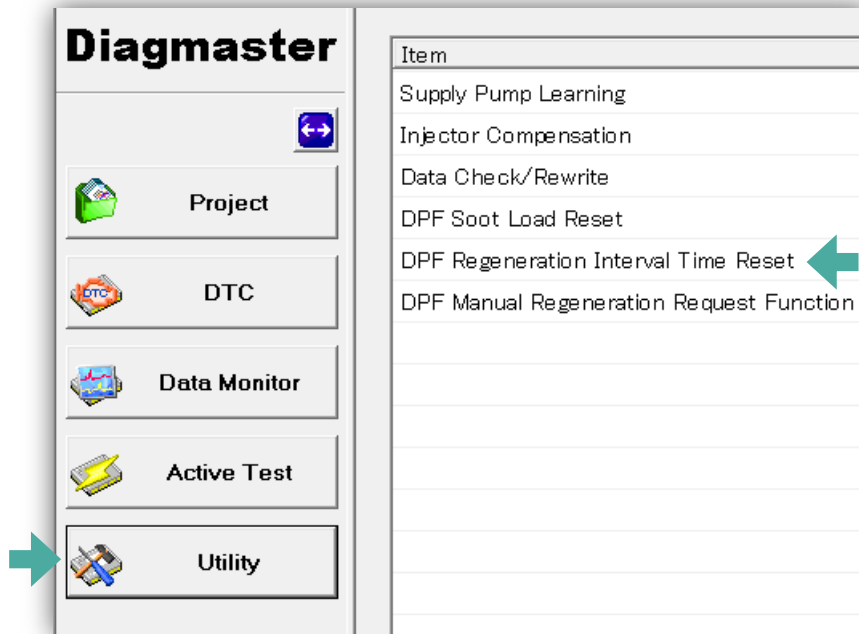 Diagmaster
Project
DTC
DTC
Data Monitor
Active Test
Utility
Item
Supply Pump Learning
Injector Compensation
Data Check/Rewrite
DPF Soot Load Reset
DPF Regeneration Interval Time Reset
DPF Manual Regeneration Request Function